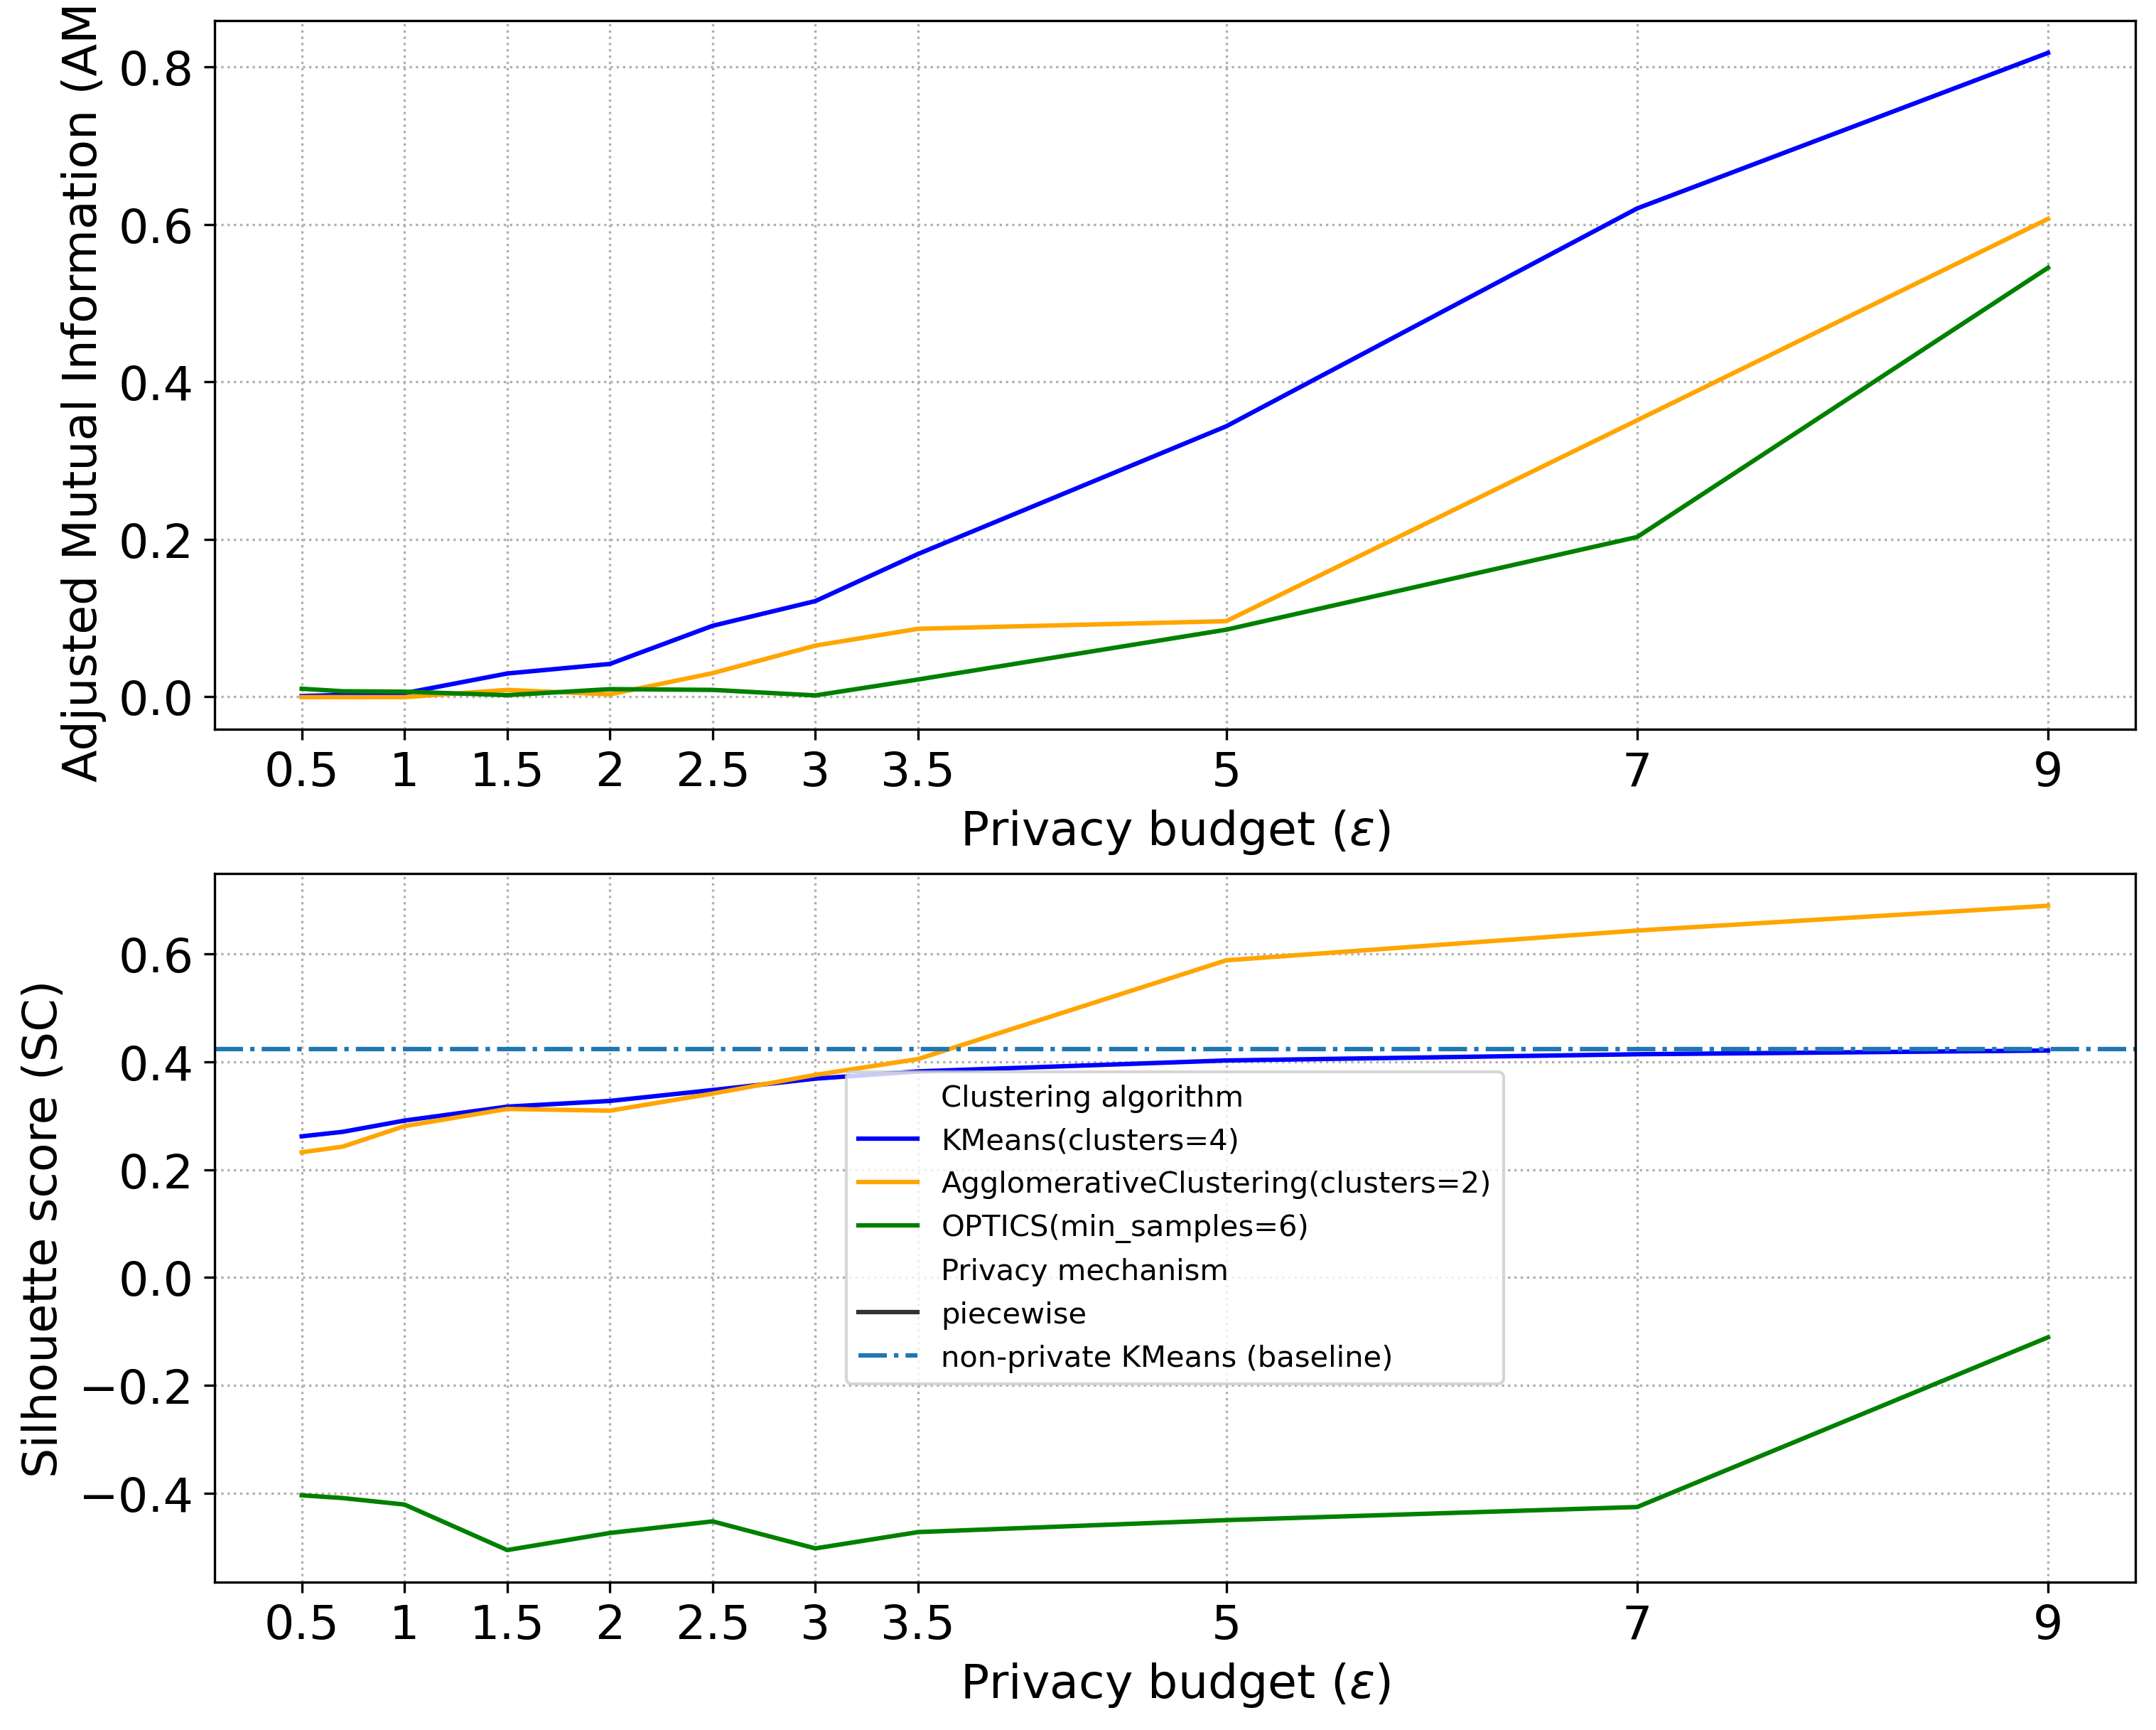 Adjusted Mutual Information (AM
0.8
0.6
0.4
0.2
0.0
0.5 1 1.5 2 2.5 3 3.5 5 7 9
Privacy budget (ε)
Silhouette score (SC)
0.6
0.4
0.2
0.0
−0.2
−0.4
Clustering algorithm
KMeans(clusters=4)
AgglomerativeClustering(clusters=2)
OPTICS(min_samples=6)
Privacy mechanism
piecewise
non-private KMeans (baseline)
0.5 1 1.5 2 2.5 3 3.5 5 7 9
Privacy budget (ε)